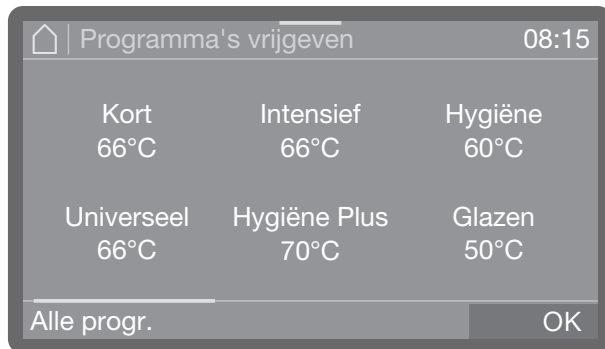 Programma's vrijgeven 08:15
Kort Intensief Hygiëne
66°C 66°C 60°C
Universeel Hygiëne Plus Glazen
66°C 70°C 50°C
Alle progr. OK